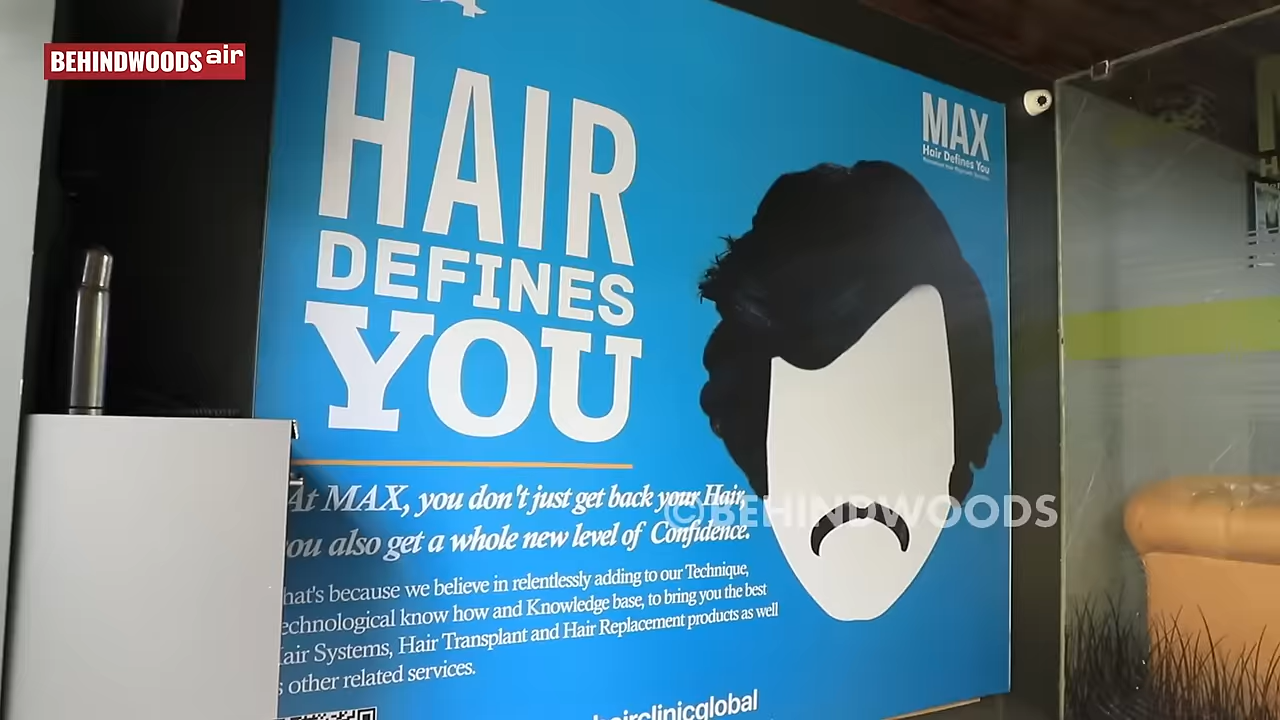 BEHINDWOODS air
HAIR
DEFINES
YOU
MAX
Hair Defines You
At MAX, you don't just get back your Hair,
ou also get a whole new level of Confidence.
hat's because we believe in relentlessly adding to our Technique,
echnological know how and Knowledge base, to bring you the best
air Systems, Hair Transplant and Hair Replacement products as well
s other related services.
hairclinicglobal
©BEHINDWOODS